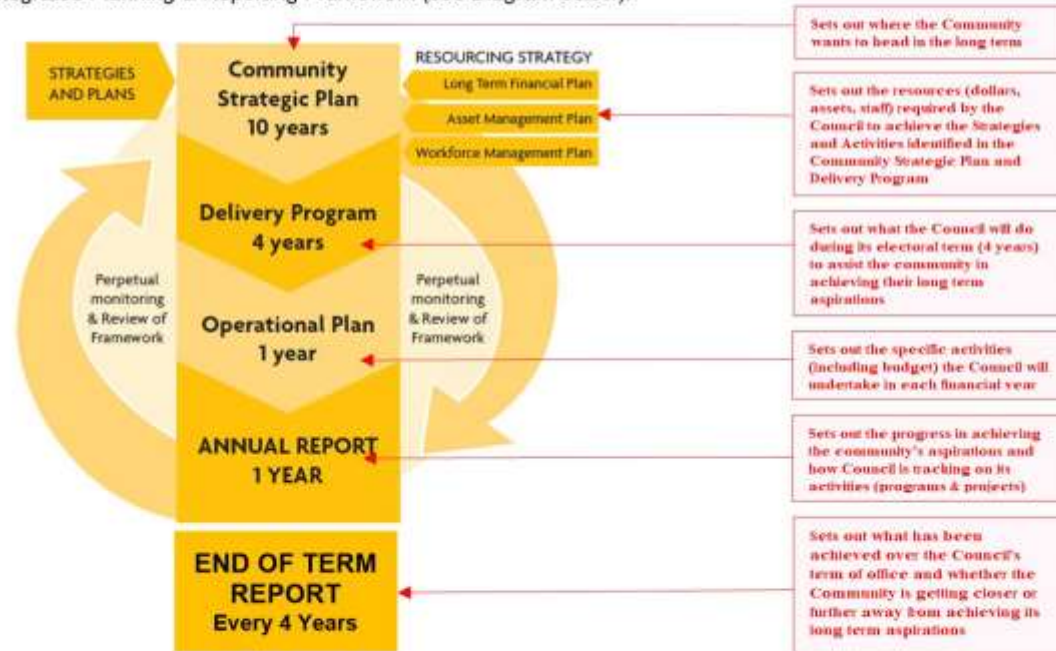 Sets out where the Community
wants to head in the long term
STRATEGIES
AND PLANS
Community
Strategic Plan
10 years
RESOURCING STRATEGY
Long Term Financial Plan
Asset Management Plan
Workforce Management Plan
Sets out the resources (dollars,
assets, staff) required by the
Council to achieve the Strategies
and Activities identified in the
Community Strategic Plan and
Delivery Program
Delivery Program
4 years
Sets out what the Council will do
during its electoral term (4 years)
to assist the community in
achieving their long term
aspirations
Perpetual
monitoring
& Review of
Framework
Operational Plan
1 year
Perpetual
monitoring
& Review of
Framework
Sets out the specific activities
(including budget) the Council will
undertake in each financial year
ANNUAL REPORT
1 YEAR
Sets out the progress in achieving
the community's aspirations and
how Council is tracking on its
activities (programs & projects)
END OF TERM
REPORT
Every 4 Years
Sets out what has been
achieved over the Council's
term of office and whether the
Community is getting closer or
further away from achieving its
long term aspirations